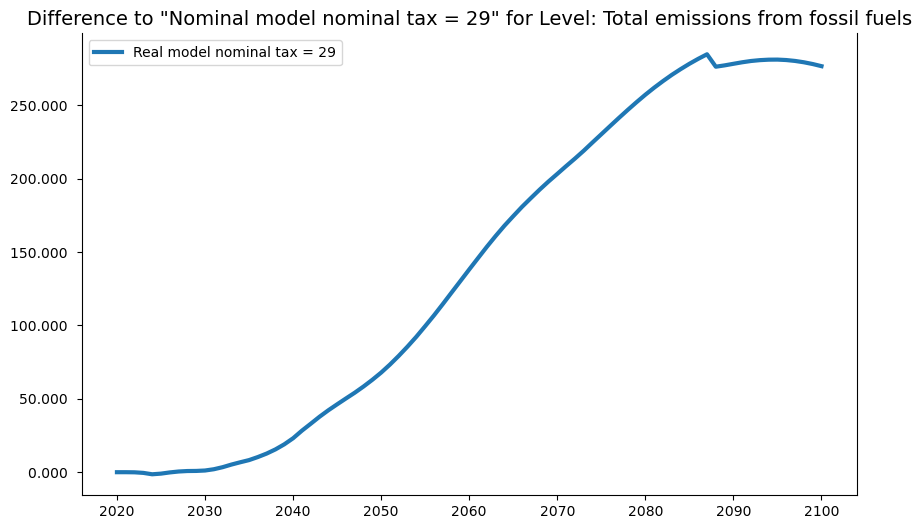 Difference to "Nominal model nominal tax = 29" for Level: Total emissions from fossil fuels
Real model nominal tax = 29
250.000
200.000
150.000
100.000
50.000
0.000
2020 2030 2040 2050 2060 2070 2080 2090 2100